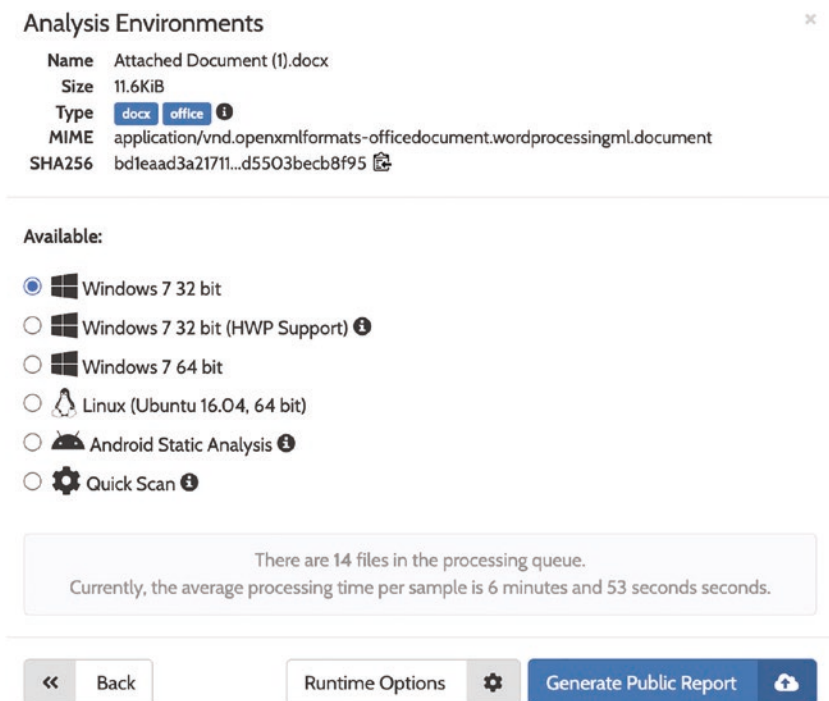 Analysis Environments
Name Attached Document (1).docx
Size 11.6KiB
Type docx office
MIME application/vnd.openxmlformats-officedocument.wordprocessingml.document
SHA256 bd1eaad3a21711...d5503becb8f95
Available:
Windows 7 32 bit
Windows 7 32 bit (HWP Support)
Windows 7 64 bit
Linux (Ubuntu 16.04, 64 bit)
Android Static Analysis
Quick Scan
There are 14 files in the processing queue.
Currently, the average processing time per sample is 6 minutes and 53 seconds seconds.
Back Runtime Options Generate Public Report